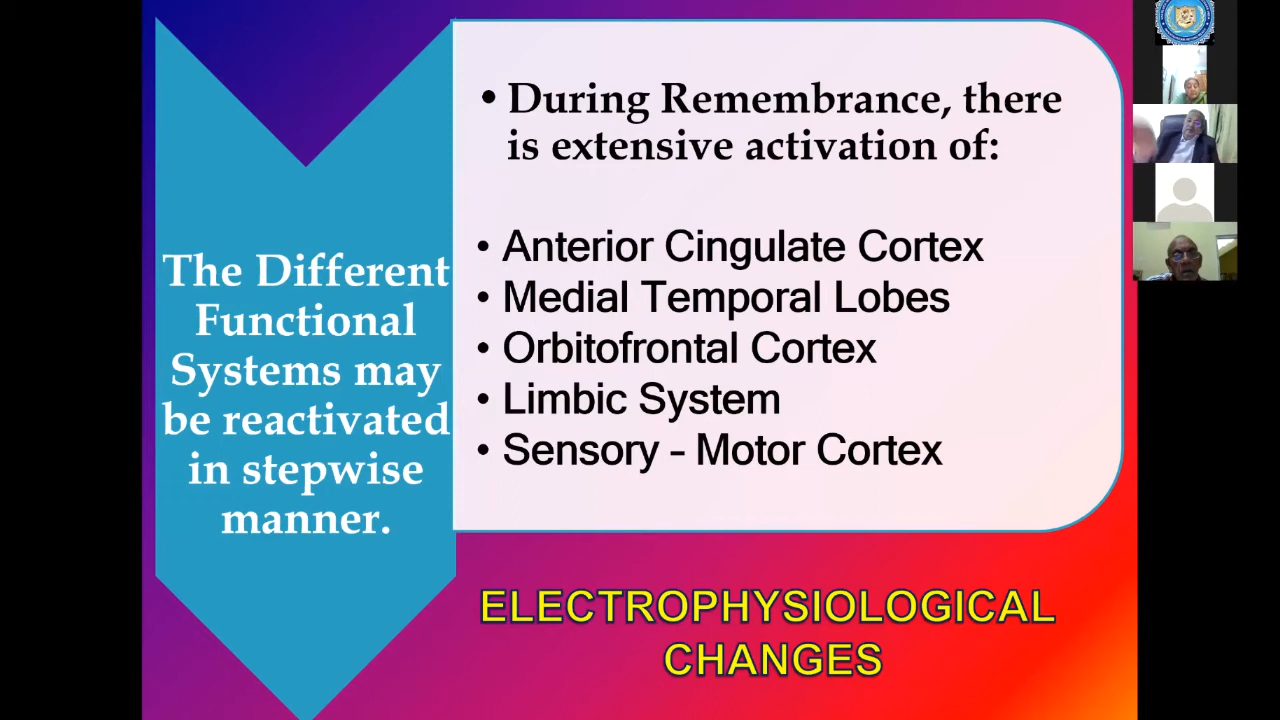 The Different
Functional
Systems may
be reactivated
in stepwise
manner.
• During Remembrance, there
is extensive activation of:
• Anterior Cingulate Cortex
• Medial Temporal Lobes
• Orbitofrontal Cortex
• Limbic System
• Sensory - Motor Cortex
ELECTROPHYSIOLOGICAL
CHANGES